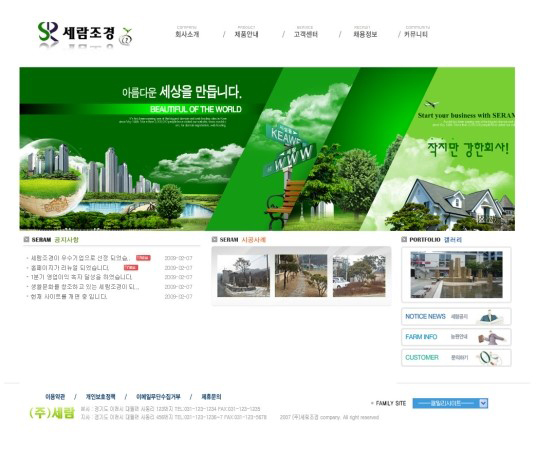 SR 세람조경
COMPANY
회사소개
PRODUCT
/ 제품안내
SERVICE
/ 고객센터
RECRUIT
/ 채용정보
COMMUNITY
/ 커뮤니티
아름다운 세상을 만듭니다.
BEAUTIFUL OF THE WORLD
KEAWE
WWW
Start your business with SERAM
작지만 강한회사!
SERAM 공지사항
세람조경이 우수기업으로 선정 되었습.. 2009-02-07
홈페이지가 리뉴얼 되었습니다. 2009-02-07
1분기 영업이익 흑자 달성을 하였습니다. 2009-02-07
생활문화를 창조하고 있는 세람조경이 되... 2009-02-07
현재 사이트를 개편 중 입니다. 2009-02-07
SERAM 시공사례
PORTFOLIO 갤러리
NOTICE NEWS 세람공지
FARM INFO 농원안내
CUSTOMER 문의하기
이용약관 / 개인보호정책 / 이메일무단수집거부 / 제휴문의
(주)세람
FAMILY SITE
패밀리사이트
2007 (주)세람조경 company. All right reserved